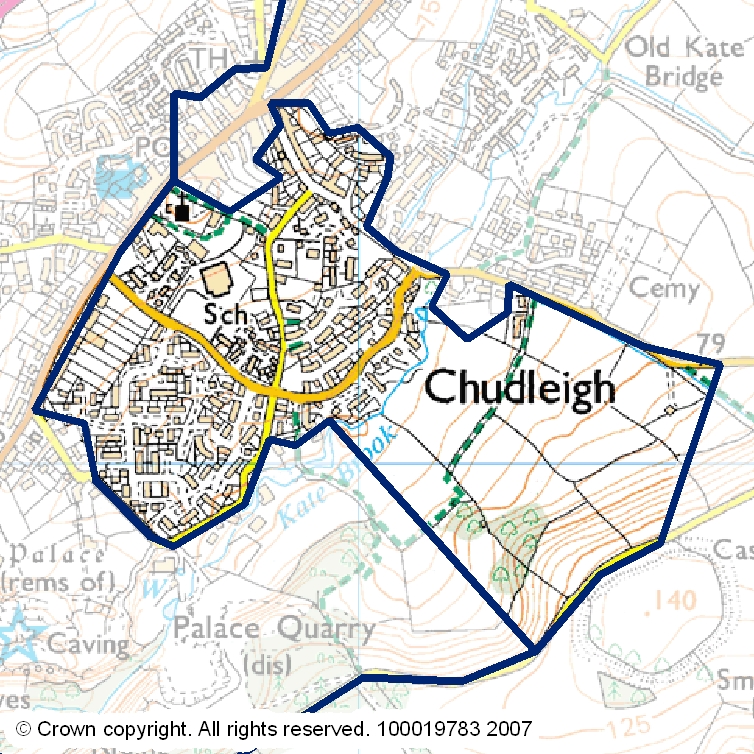 75
TH
Old Kate
Bridge
PO
Cemy
Sch
79
Chudleigh
Kate Brook
Palace
(rems of)
W
Cas
140
Caving
Palace Quarry
(dis)
Sm
125
© Crown copyright. All rights reserved. 100019783 2007